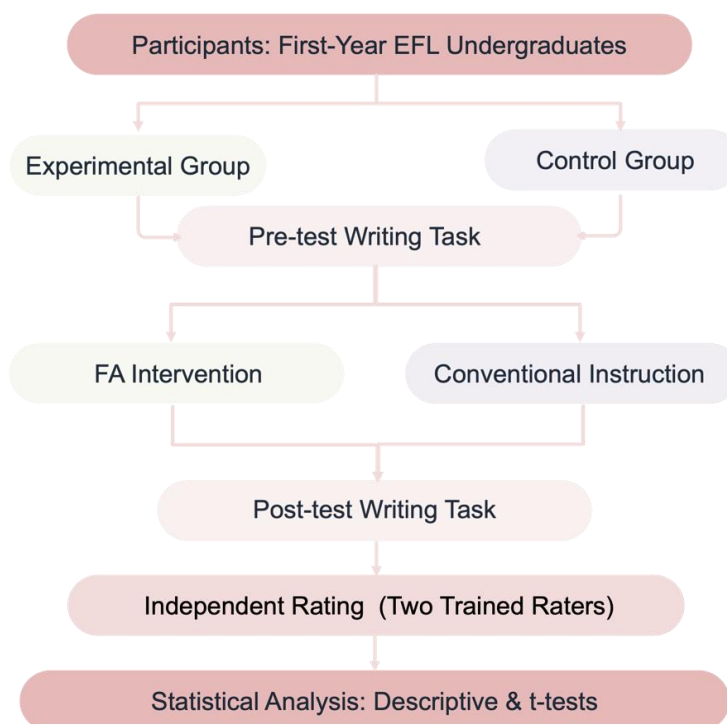 Participants: First-Year EFL Undergraduates
Experimental Group
Control Group
Pre-test Writing Task
FA Intervention
Conventional Instruction
Post-test Writing Task
Independent Rating (Two Trained Raters)
Statistical Analysis: Descriptive & t-tests